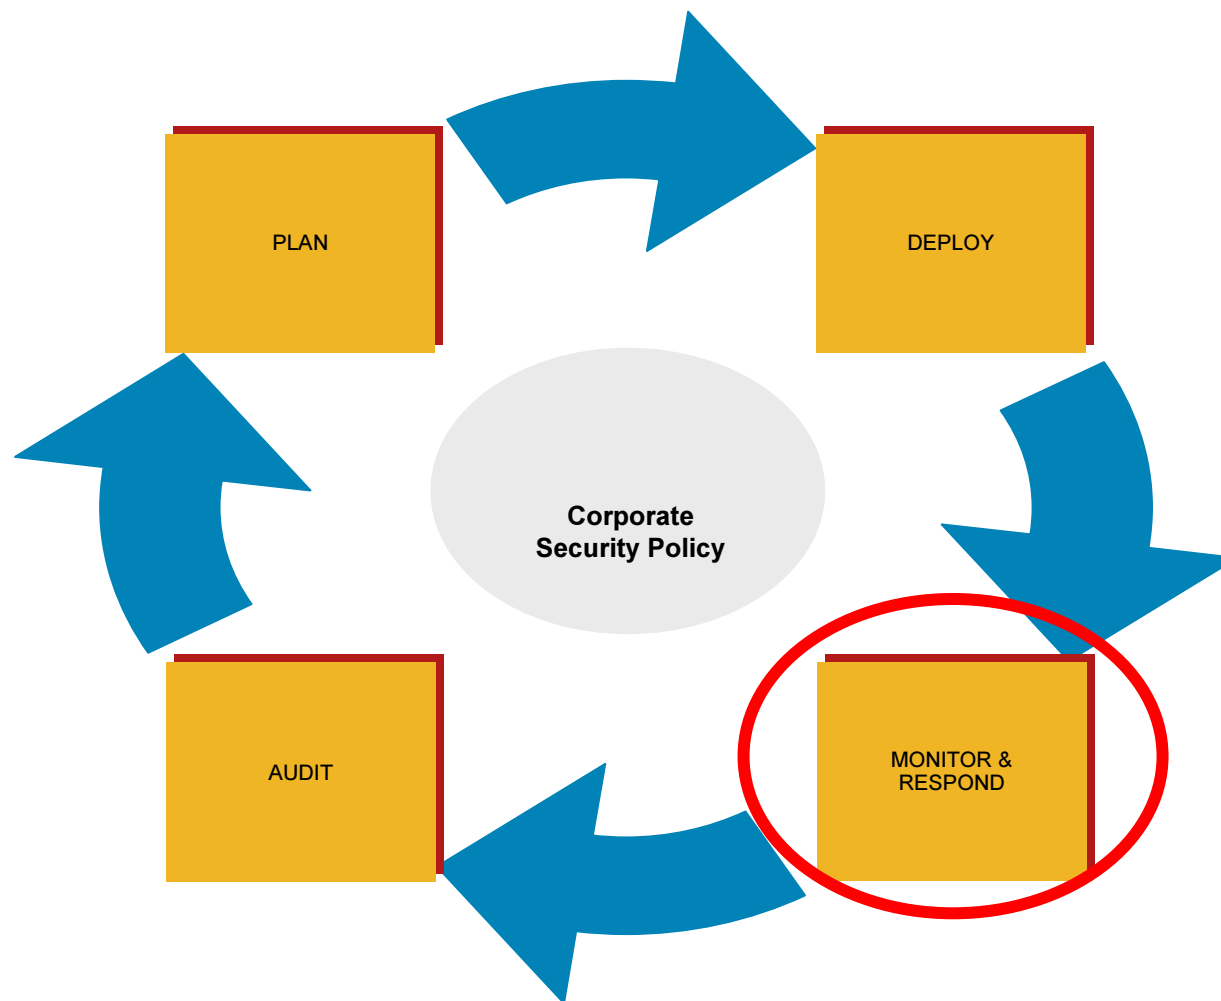 PLAN
DEPLOY
Corporate
Security Policy
AUDIT
MONITOR &
RESPOND